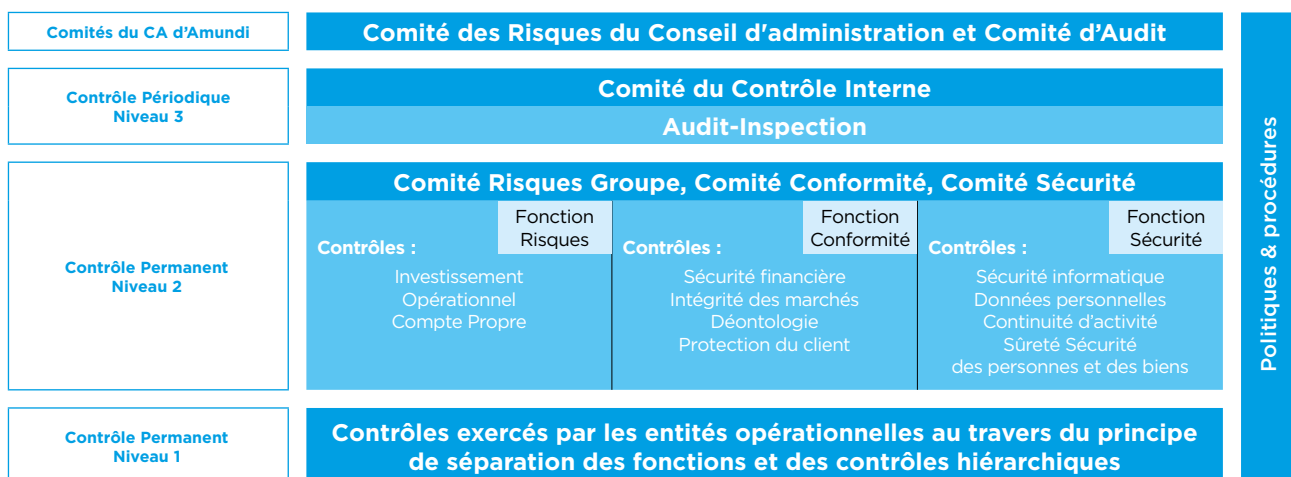 Comités du CA d’Amundi
Comité des Risques du Conseil d'administration et Comité d’Audit
Contrôle Périodique
Niveau 3
Comité du Contrôle Interne
Audit-Inspection
Contrôle Permanent
Niveau 2
Comité Risques Groupe, Comité Conformité, Comité Sécurité
Fonction
Risques
Contrôles :
Investissement
Opérationnel
Compte Propre
Fonction
Conformité
Contrôles :
Sécurité financière
Intégrité des marchés
Déontologie
Protection du client
Fonction
Sécurité
Contrôles :
Sécurité informatique
Données personnelles
Continuité d’activité
Sûreté Sécurité
des personnes et des biens
Contrôle Permanent
Niveau 1
Contrôles exercés par les entités opérationnelles au travers du principe
de séparation des fonctions et des contrôles hiérarchiques
Politiques & procédures